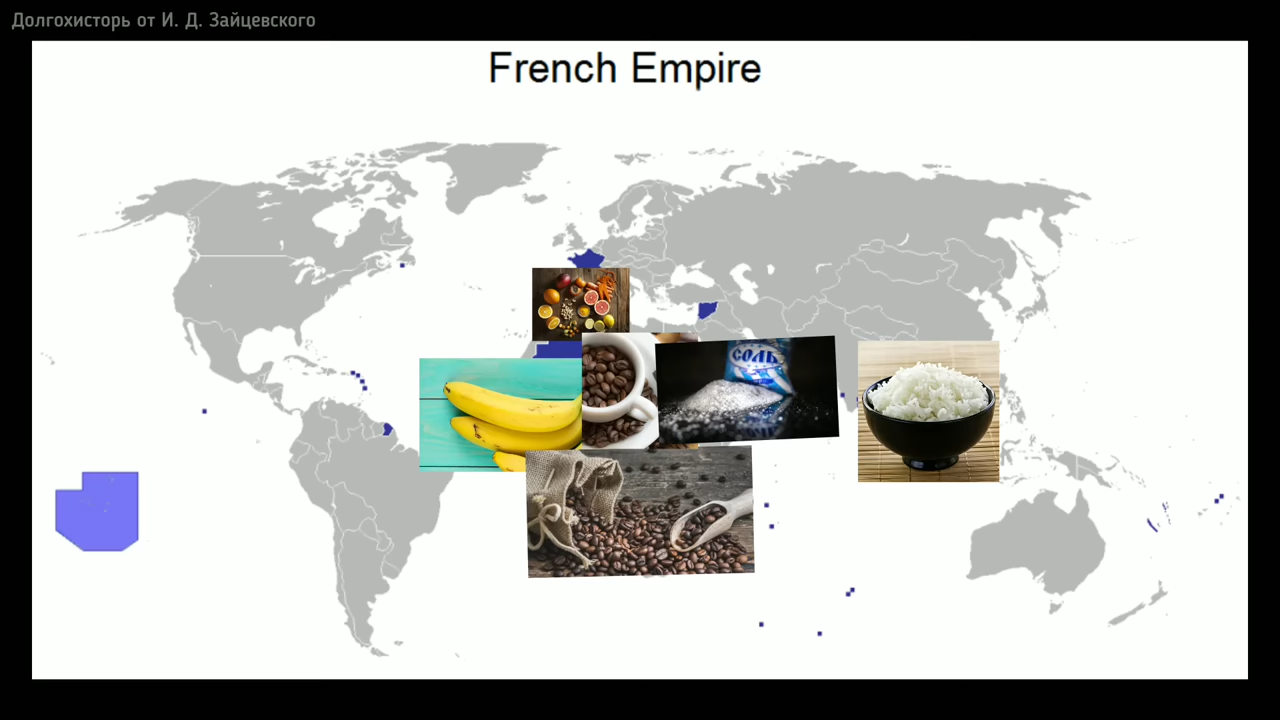 Долгохисторь от И. Д. Зайцевского
French Empire
СОЛЬ